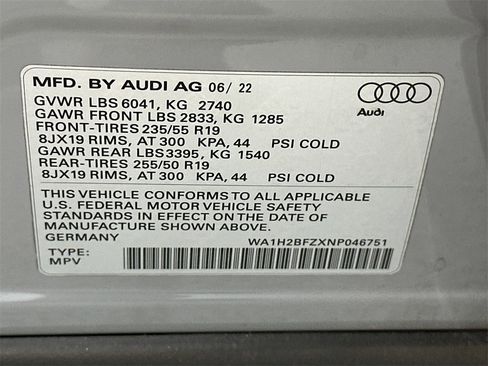 MFD. BY AUDI AG 06/ 22
GVWR LBS 6041, KG 2740
GAWR FRONT LBS 2833, KG 1285
FRONT-TIRES 235/55 R19
8JX19 RIMS, AT 300 KPA, 44 PSI COLD
GAWR REAR LBS3395, KG 1540
REAR-TIRES 255/50 R19
8JX19 RIMS, AT 300 KPA, 44 PSI COLD
Audi
THIS VEHICLE CONFORMS TO ALL APPLICABLE
U.S. FEDERAL MOTOR VEHICLE SAFETY
STANDARDS IN EFFECT ON THE DATE OF
MANUFACTURE SHOWN ABOVE.
GERMANY WA1H2BFZXNP046751
TYPE:
MPV